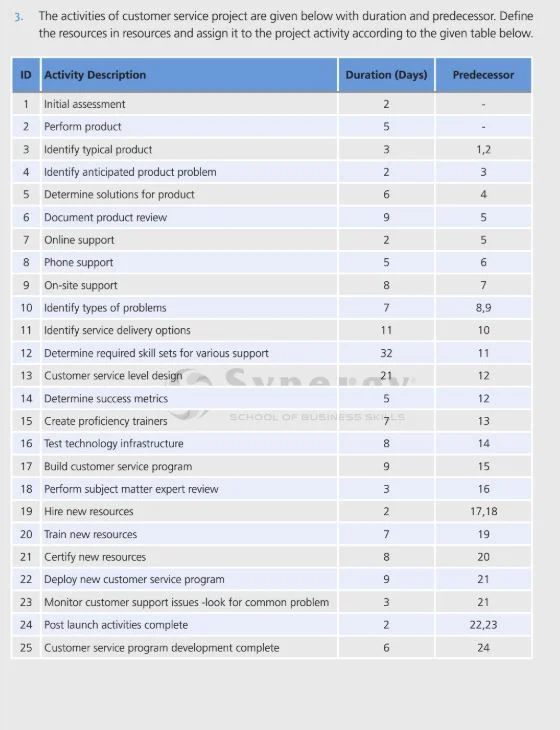 3. The activities of customer service project are given below with duration and predecessor. Define
the resources in resources and assign it to the project activity according to the given table below.
ID Activity Description Duration (Days) Predecessor
1 Initial assessment 2 -
2 Perform product 5 -
3 Identify typical product 3 1,2
4 Identify anticipated product problem 2 3
5 Determine solutions for product 6 4
6 Document product review 9 5
7 Online support 2 5
8 Phone support 5 6
9 On-site support 8 7
10 Identify types of problems 7 8,9
11 Identify service delivery options 11 10
12 Determine required skill sets for various support 32 11
13 Customer service level design 21 12
14 Determine success metrics 5 12
15 Create proficiency trainers 7 13
16 Test technology infrastructure 8 14
17 Build customer service program 9 15
18 Perform subject matter expert review 3 16
19 Hire new resources 2 17,18
20 Train new resources 7 19
21 Certify new resources 8 20
22 Deploy new customer service program 9 21
23 Monitor customer support issues -look for common problem 3 21
24 Post launch activities complete 2 22,23
25 Customer service program development complete 6 24
Synergy
SCHOOL OF BUSINESS SKILLS